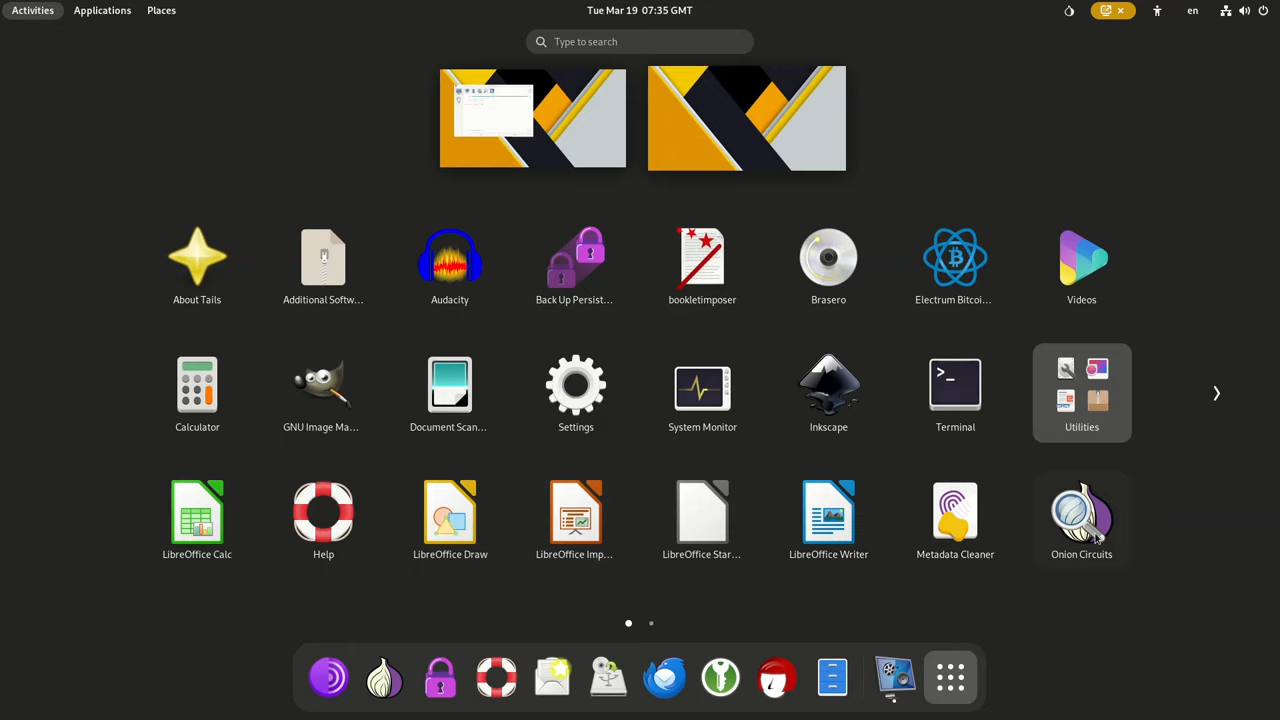 Activities Applications Places Tue Mar 19 07:35 GMT en
Type to search
About Tails Additional Softw... Audacity Back Up Persist... bookletimposer Brasero Electrum Bitcoi... Videos
Calculator GNU Image Ma... Document Scan... Settings System Monitor Inkscape Terminal Utilities
LibreOffice Calc Help LibreOffice Draw LibreOffice Imp... LibreOffice Star... LibreOffice Writer Metadata Cleaner Onion Circuits